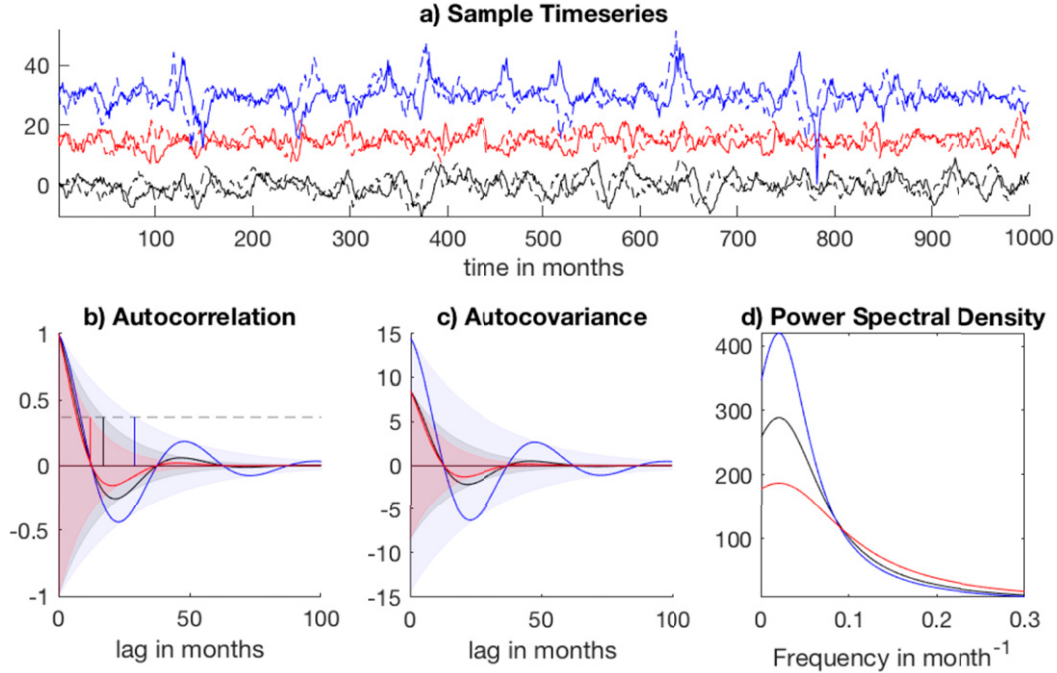 a) Sample Timeseries
40
20
0
100 200 300 400 500 600 700 800 900 1000
time in months
b) Autocorrelation
1
0.5
0
-0.5
-1
0 50 100
lag in months
c) Autocovariance
15
10
5
0
-5
-10
-15
0 50 100
lag in months
d) Power Spectral Density
400
300
200
100
0 0.1 0.2 0.3
Frequency in month⁻¹